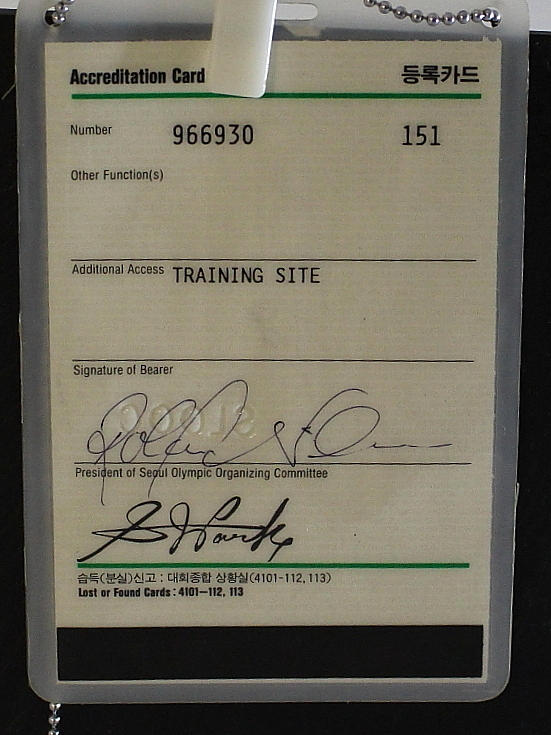 Accreditation Card 등록카드
Number 966930 151
Other Function(s)
Additional Access TRAINING SITE
Signature of Bearer
President of Seoul Olympic Organizing Committee
S J Park
습득(분실)신고 : 대회종합 상황실(4101-112, 113)
Lost or Found Cards : 4101—112, 113